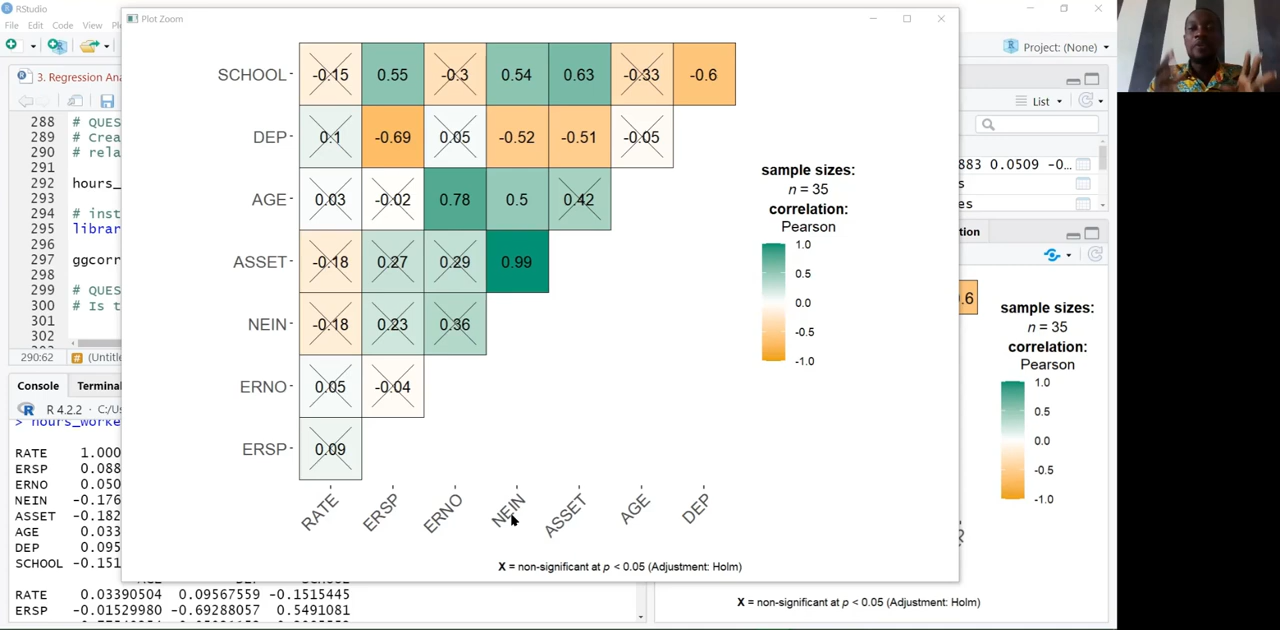 RStudio
File Edit Code View Plo
Project: (None)
3. Regression Ana
288 # QUES
289 # Crea
290 # rela
291
292 hours_
293
294 # inst
295 librar
296
297 ggcorr
298
299 # QUES
300 # Is t
301
302
290:62 (Untitle
Console Terminal
R 4.2.2 · C:/Us
> hours_worke
RATE 1.000
ERSP 0.088
ERNO 0.050
NEIN -0.176
ASSET -0.182
AGE 0.033
DEP 0.095
SCHOOL -0.151
AGE DEP SCHOOL
RATE 0.03390504 0.09567559 -0.1515445
ERSP -0.01529980 -0.69288057 0.5491081
Plot Zoom
SCHOOL -0.15 0.55 -0.3 0.54 0.63 -0.33 -0.6
DEP 0.1 -0.69 0.05 -0.52 -0.51 -0.05
AGE 0.03 -0.02 0.78 0.5 0.42
ASSET -0.18 0.27 0.29 0.99
NEIN -0.18 0.23 0.36
ERNO 0.05 -0.04
ERSP 0.09
RATE ERSP ERNO NEIN ASSET AGE DEP
sample sizes:
n = 35
correlation:
Pearson
1.0
0.5
0.0
-0.5
-1.0
X = non-significant at p < 0.05 (Adjustment: Holm)
List
883 0.0509 -0...
s
es
tion
.6
sample sizes:
n = 35
correlation:
Pearson
1.0
0.5
0.0
-0.5
-1.0
X = non-significant at p < 0.05 (Adjustment: Holm)